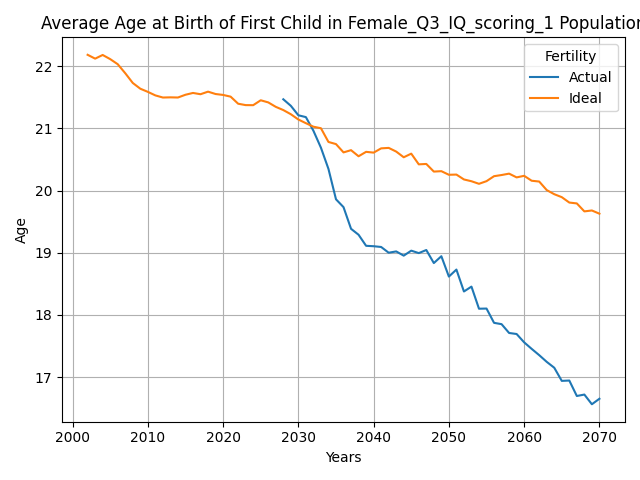 Average Age at Birth of First Child in Female_Q3_IQ_scoring_1 Population
Fertility
Actual
Ideal
22
21
20
19
18
17
Age
2000 2010 2020 2030 2040 2050 2060 2070
Years